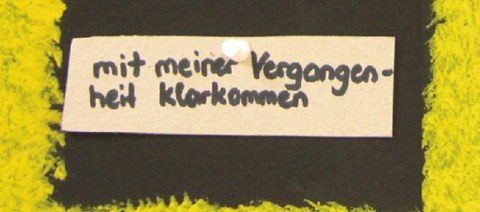 mit meiner Vergangen-
heit klarkommen